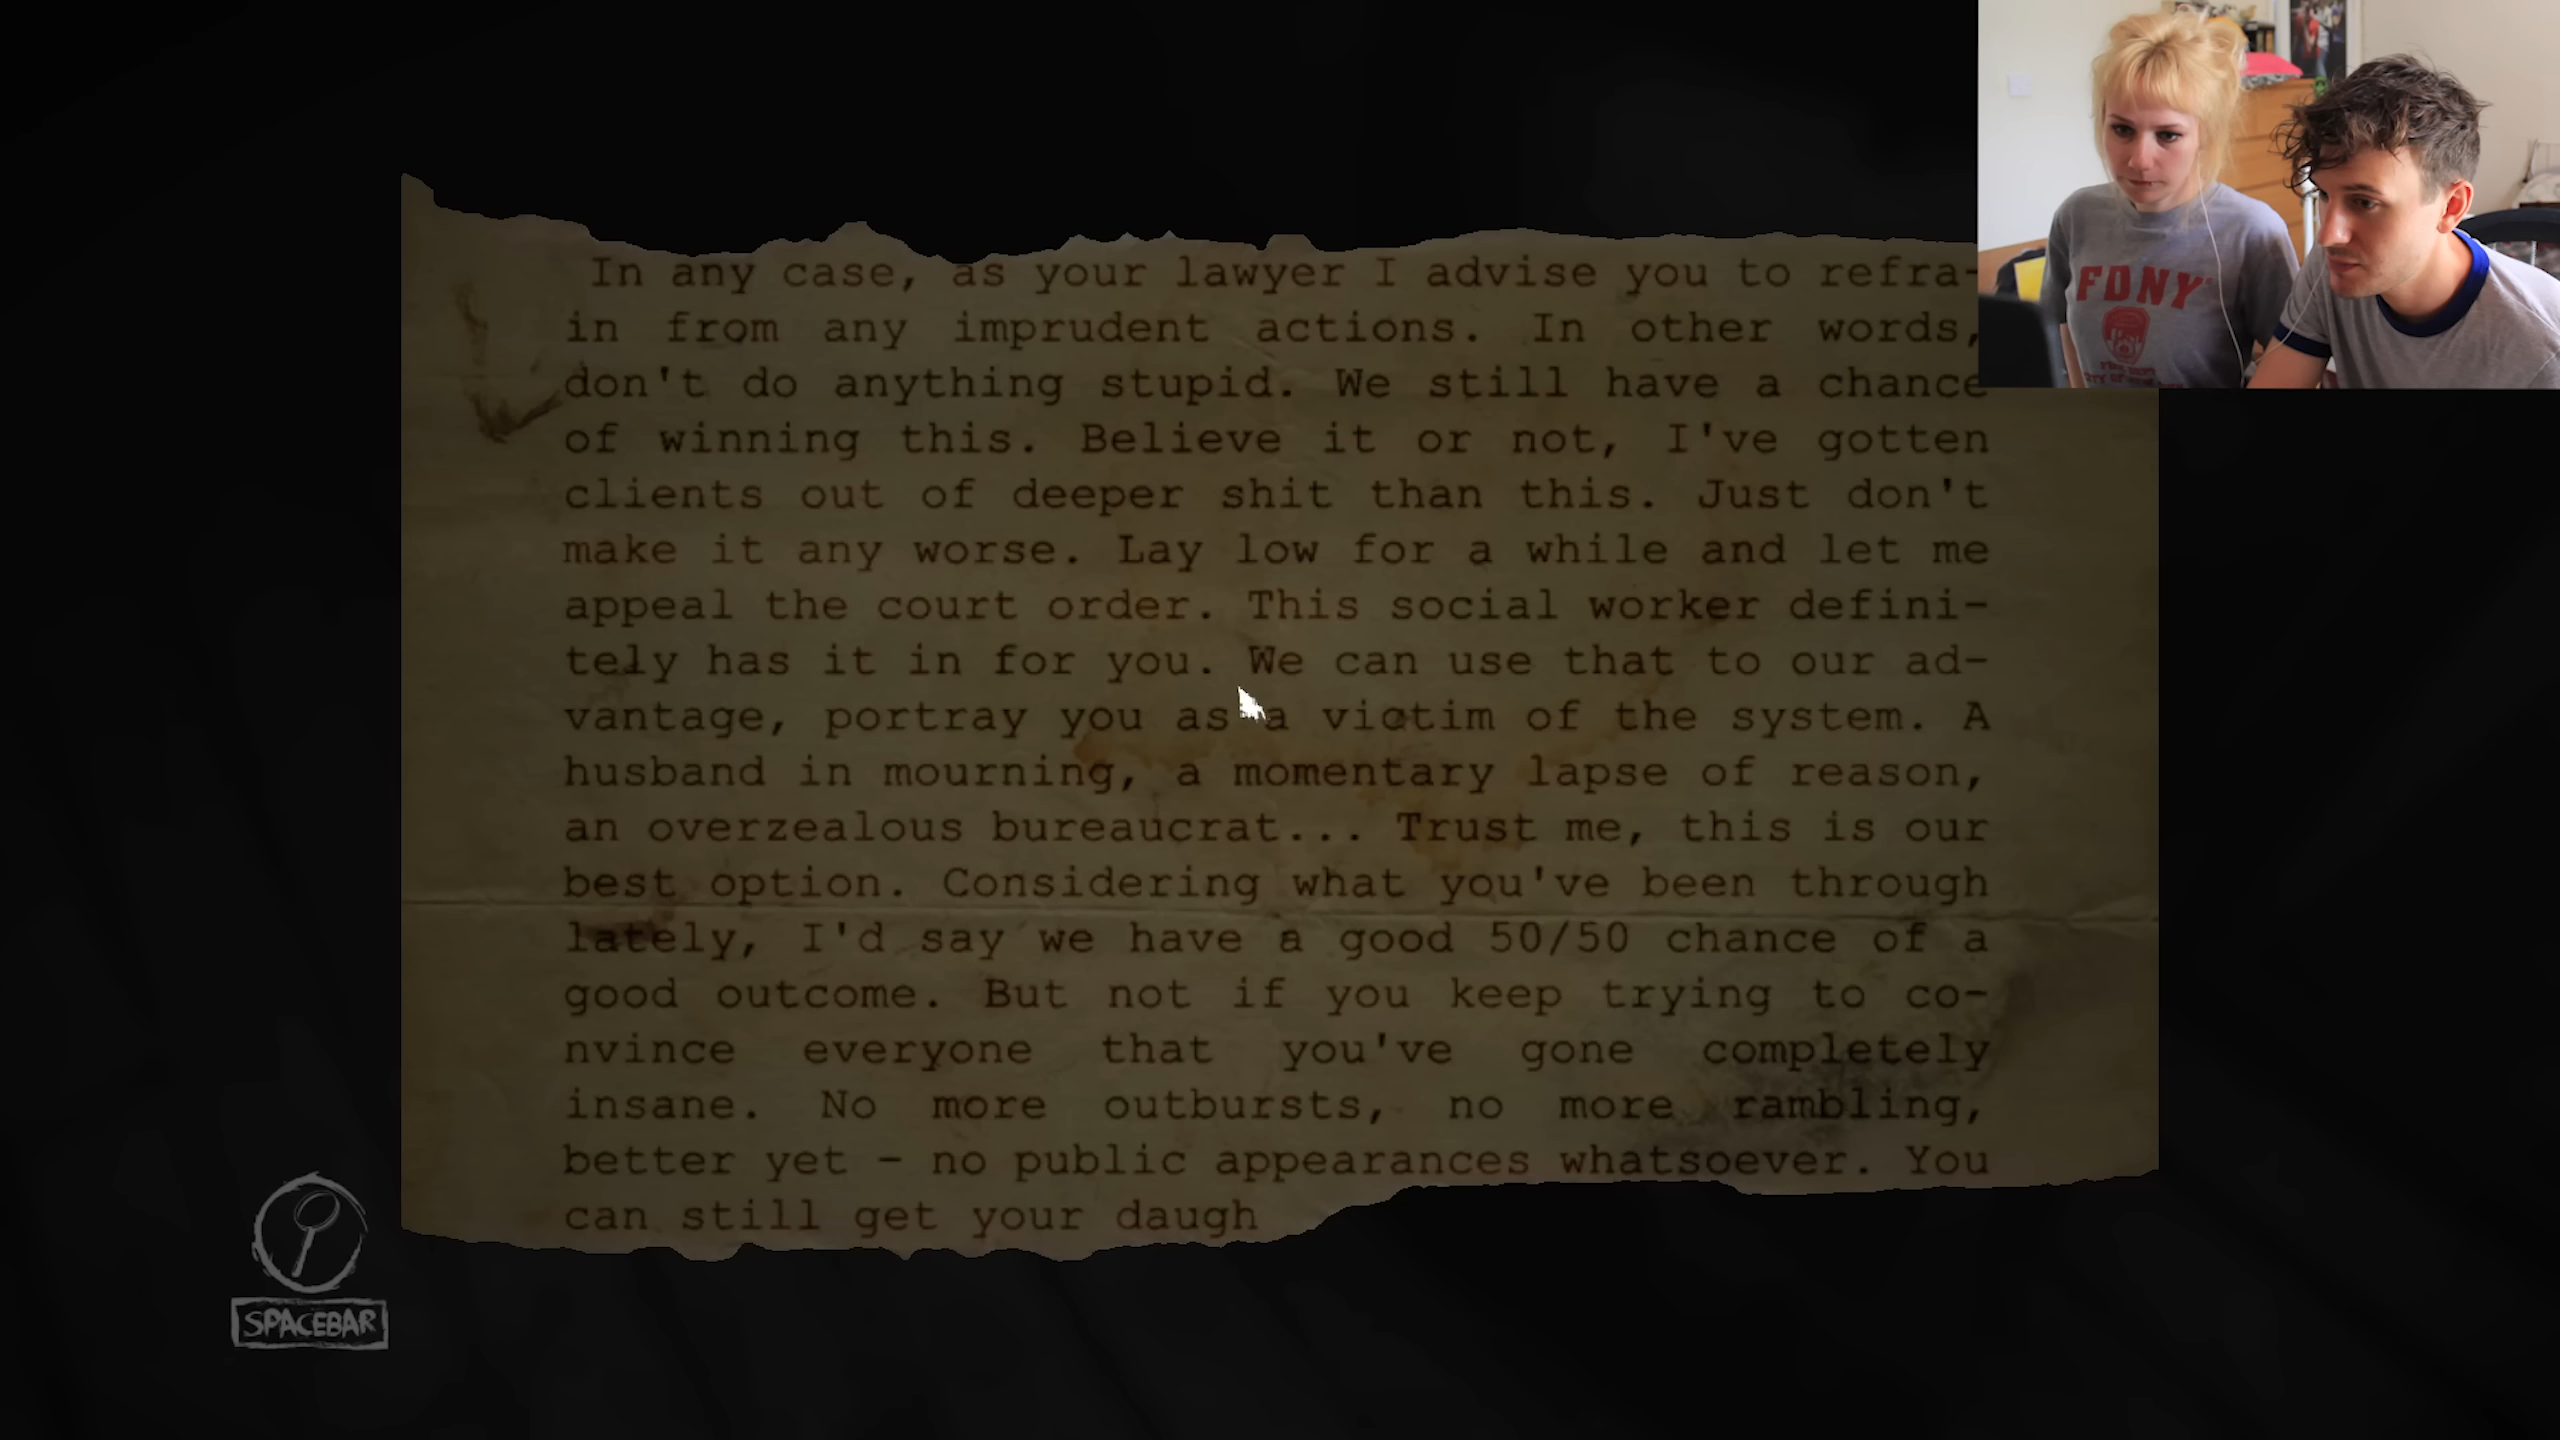 In any case, as your lawyer I advise you to refra-
in from any imprudent actions. In other words,
don't do anything stupid. We still have a chance
of winning this. Believe it or not, I've gotten
clients out of deeper shit than this. Just don't
make it any worse. Lay low for a while and let me
appeal the court order. This social worker defini-
tely has it in for you. We can use that to our ad-
vantage, portray you as a victim of the system. A
husband in mourning, a momentary lapse of reason,
an overzealous bureaucrat... Trust me, this is our
best option. Considering what you've been through
lately, I'd say we have a good 50/50 chance of a
good outcome. But not if you keep trying to co-
nvince everyone that you've gone completely
insane. No more outbursts, no more rambling,
better yet - no public appearances whatsoever. You
can still get your daugh
SPACEBAR
FDNY